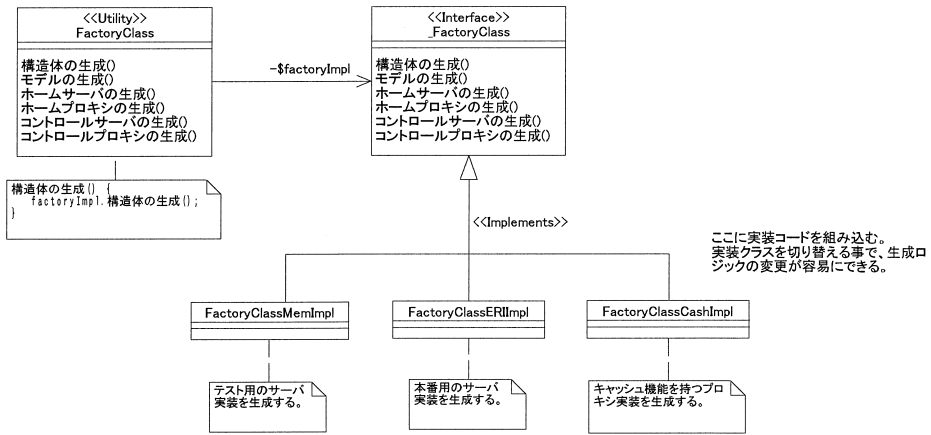 <<Utility>>
FactoryClass
構造体の生成()
モデルの生成()
ホームサーバの生成()
ホームプロキシの生成()
コントロールサーバの生成()
コントロールプロキシの生成()
-$factoryImpl
<<Interface>>
_FactoryClass
構造体の生成()
モデルの生成()
ホームサーバの生成()
ホームプロキシの生成()
コントロールサーバの生成()
コントロールプロキシの生成()
構造体の生成() {
factoryImpl.構造体の生成();
}
<<Implements>>
ここに実装コードを組み込む。
実装クラスを切り替える事で、生成ロ
ジックの変更が容易にできる。
FactoryClassMemImpl
FactoryClassERIImpl
FactoryClassCashImpl
テスト用のサーバ
実装を生成する。
本番用のサーバ
実装を生成する。
キャッシュ機能を持つプロ
キシ実装を生成する。